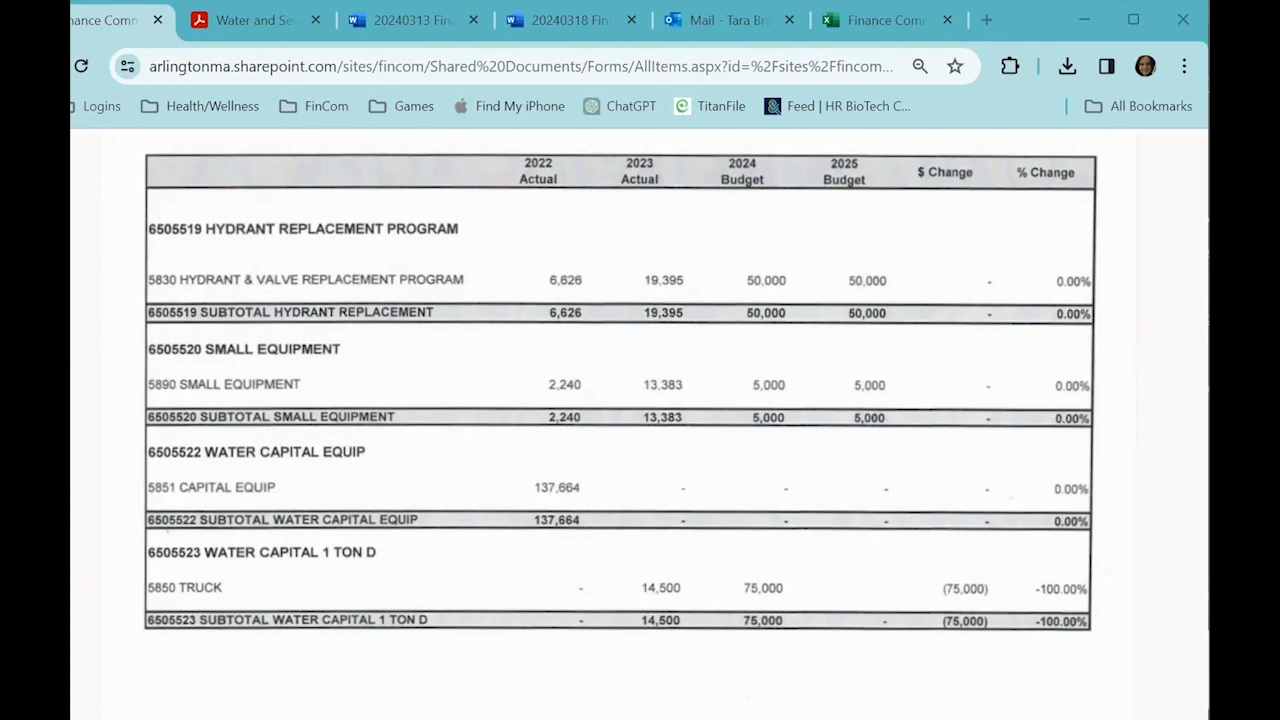 nance Comm
Water and Se
20240313 Fin
20240318 Fin
Mail - Tara Bra
Finance Comm
arlingtonma.sharepoint.com/sites/fincom/Shared%20Documents/Forms/AllItems.aspx?id=%2Fsites%2Ffincom...
Logins Health/Wellness FinCom Games Find My iPhone ChatGPT TitanFile Feed | HR BioTech C... All Bookmarks
2022 Actual 2023 Actual 2024 Budget 2025 Budget $ Change % Change
6505519 HYDRANT REPLACEMENT PROGRAM
5830 HYDRANT & VALVE REPLACEMENT PROGRAM 6,626 19,395 50,000 50,000 - 0.00%
6505519 SUBTOTAL HYDRANT REPLACEMENT 6,626 19,395 50,000 50,000 - 0.00%
6505520 SMALL EQUIPMENT
5890 SMALL EQUIPMENT 2,240 13,383 5,000 5,000 - 0.00%
6505520 SUBTOTAL SMALL EQUIPMENT 2,240 13,383 5,000 5,000 - 0.00%
6505522 WATER CAPITAL EQUIP
5851 CAPITAL EQUIP 137,664 - - - - 0.00%
6505522 SUBTOTAL WATER CAPITAL EQUIP 137,664 - - - - 0.00%
6505523 WATER CAPITAL 1 TON D
5850 TRUCK - 14,500 75,000 (75,000) -100.00%
6505523 SUBTOTAL WATER CAPITAL 1 TON D - 14,500 75,000 - (75,000) -100.00%